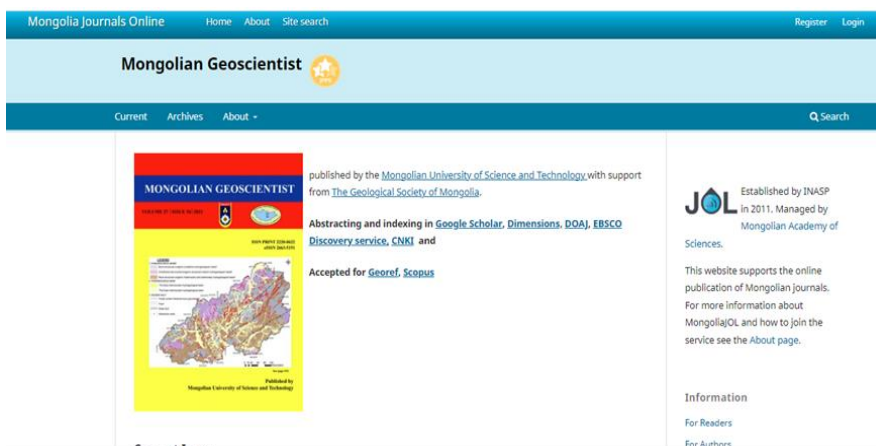 Mongolia Journals Online Home About Site search Register Login
Mongolian Geoscientist
Current Archives About Search
MONGOLIAN GEOSCIENTIST
Published by
Mongolian University of Science and Technology
published by the Mongolian University of Science and Technology with support
from The Geological Society of Mongolia.
Abstracting and indexing in Google Scholar, Dimensions, DOAJ, EBSCO
Discovery service, CNKI and
Accepted for Georef, Scopus
JOL
Established by INASP
in 2011. Managed by
Mongolian Academy of
Sciences.
This website supports the online
publication of Mongolian journals.
For more information about
MongoliaJOL and how to join the
service see the About page.
Information
For Readers
For Authors